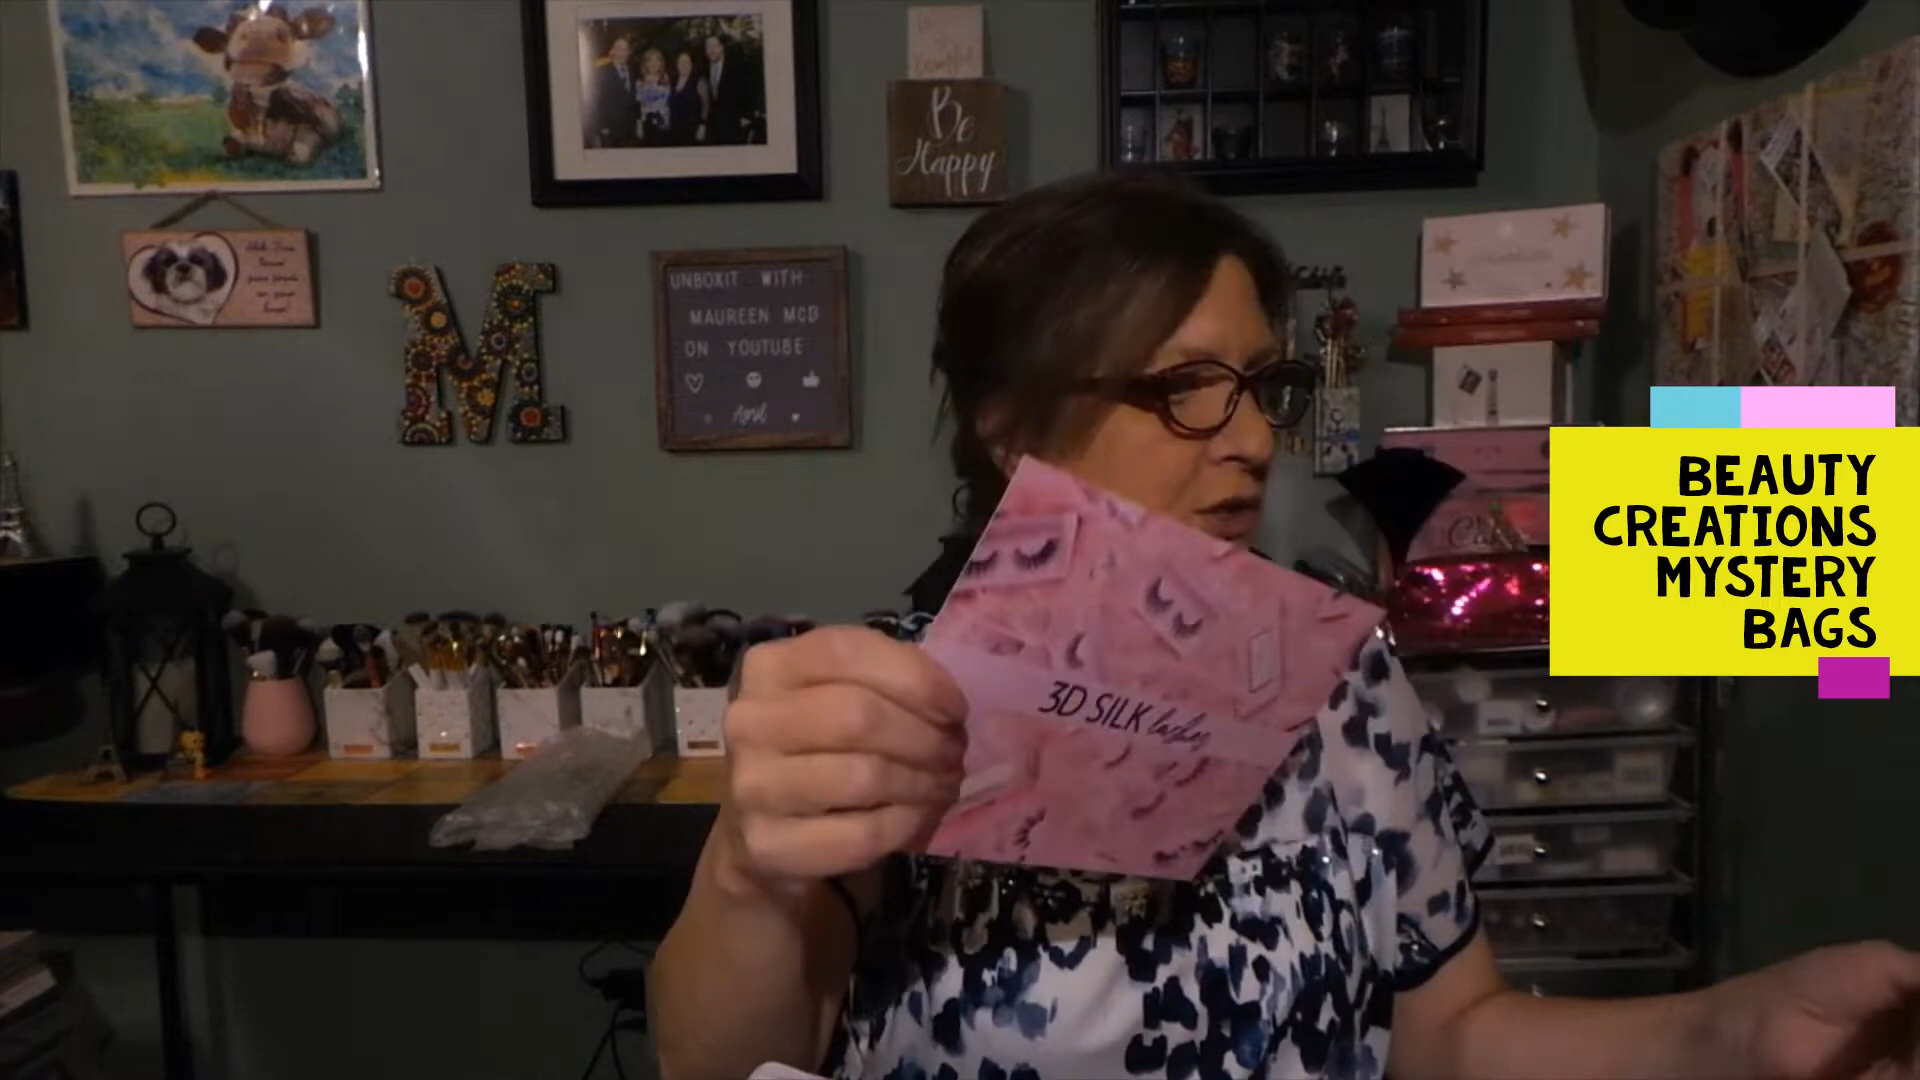 Be
Happy
UNBOXIT WITH
MAUREEN MCD
ON YOUTUBE
April
3D SILK lashes
BEAUTY
CREATIONS
MYSTERY
BAGS